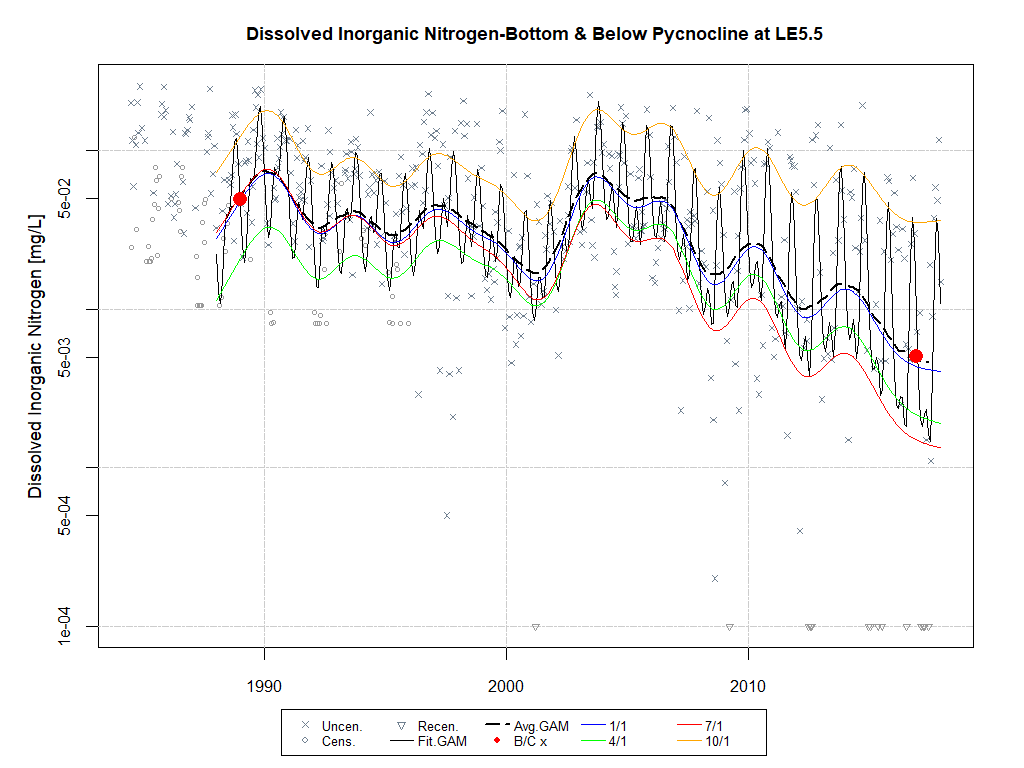 Dissolved Inorganic Nitrogen-Bottom & Below Pycnocline at LE5.5
Dissolved Inorganic Nitrogen [mg/L]
5e-02
5e-03
5e-04
1e-04
1990
2000
2010
Uncen.
Recen.
Avg.GAM
1/1
7/1
Cens.
Fit.GAM
B/C x
4/1
10/1